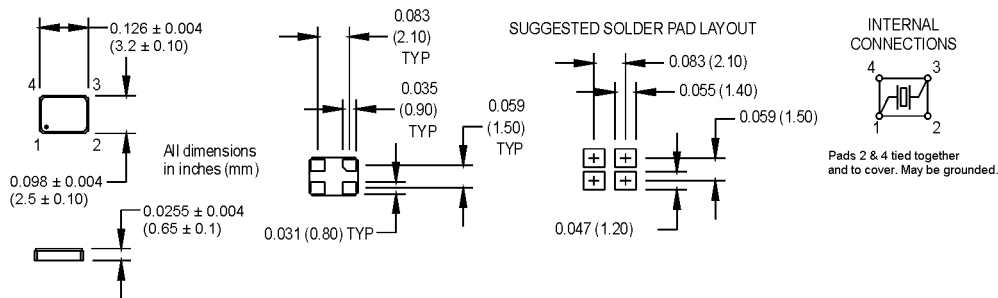 0.126 ± 0.004
(3.2 ± 0.10)
4
3
1
2
0.098 ± 0.004
(2.5 ± 0.10)
All dimensions
in inches (mm)
0.0255 ± 0.004
(0.65 ± 0.1)
0.083
(2.10)
TYP
0.035
(0.90)
TYP
0.059
(1.50)
TYP
0.031 (0.80) TYP
SUGGESTED SOLDER PAD LAYOUT
0.083 (2.10)
0.055 (1.40)
0.059 (1.50)
0.047 (1.20)
INTERNAL
CONNECTIONS
4
3
1
2
Pads 2 & 4 tied together
and to cover. May be grounded.